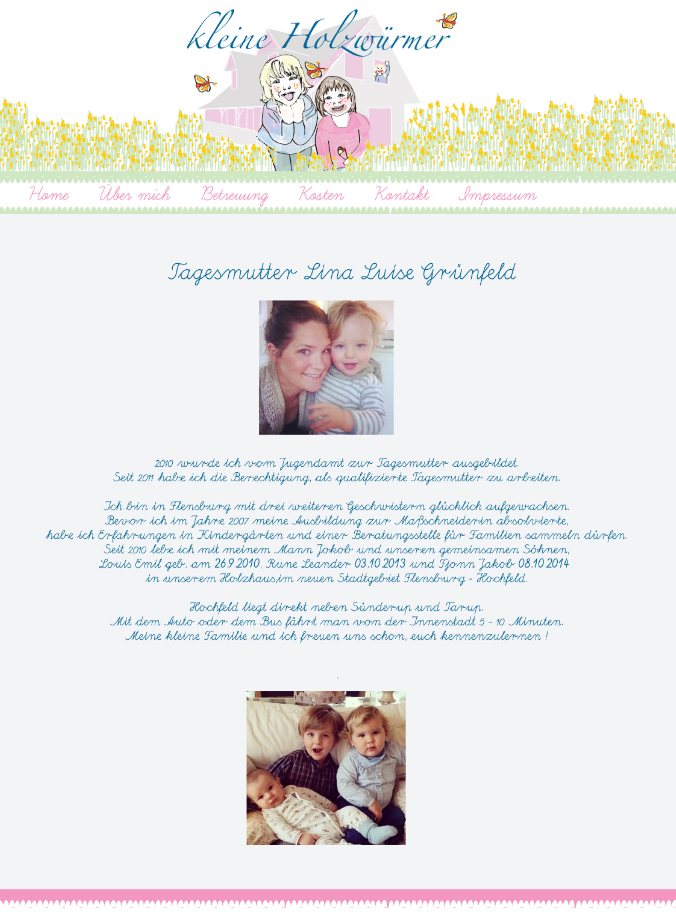 kleine Holzwürmer
Home Über mich Betreuung Kosten Kontakt Impressum
Tagesmutter Lina Luise Grünfeld
2010 wurde ich vom Jugendamt zur Tagesmutter ausgebildet.
Seit 2011 habe ich die Berechtigung, als qualifizierte Tagesmutter zu arbeiten.
Ich bin in Flensburg mit drei weiteren Geschwistern glücklich aufgewachsen.
Bevor ich im Jahre 2007 meine Ausbildung zur Maßschneiderin absolvierte,
habe ich Erfahrungen in Kindergärten und einer Beratungsstelle für Familien sammeln dürfen.
Seit 2010 lebe ich mit meinem Mann Jakob und unseren gemeinsamen Söhnen,
Louis Emil geb. am 26.9.2010, Rune Leander 03.10.2013 und Tjonn Jakob 08.10.2014
in unserem Holzhaus,im neuen Stadtgebiet Flensburg - Hochfeld.
Hochfeld liegt direkt neben Sünderup und Tarup.
Mit dem Auto oder dem Bus fährt man von der Innenstadt 5 - 10 Minuten.
Meine kleine Familie und ich freuen uns schon, euch kennenzulernen !